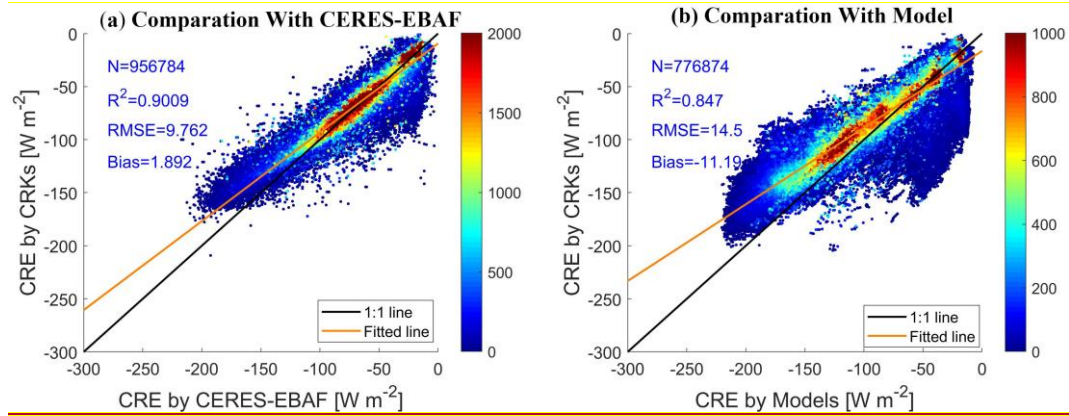 (a) Comparation With CERES-EBAF
0
-50
-100
-150
-200
-250
-300
CRE by CRKs [W m-2]
N=956784
R2=0.9009
RMSE=9.762
Bias=1.892
1:1 line
Fitted line
-300 -250 -200 -150 -100 -50 0
CRE by CERES-EBAF [W m-2]
2000
1500
1000
500
0
(b) Comparation With Model
0
-50
-100
-150
-200
-250
-300
CRE by CRKs [W m-2]
N=776874
R2=0.847
RMSE=14.5
Bias=-11.19
1:1 line
Fitted line
-300 -250 -200 -150 -100 -50 0
CRE by Models [W m-2]
1000
800
600
400
200
0